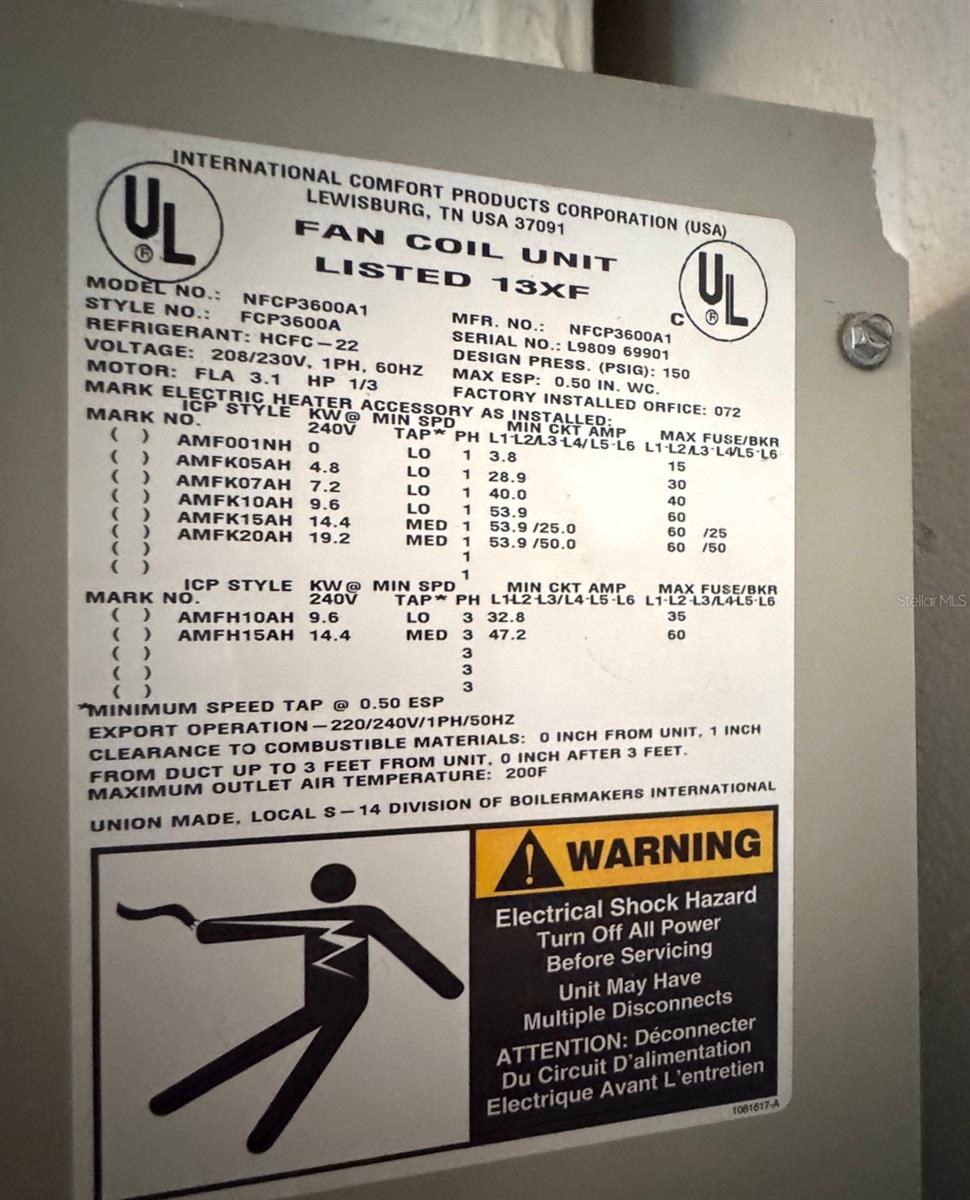 INTERNATIONAL COMFORT PRODUCTS CORPORATION (USA)
LEWISBURG, TN USA 37091
UL ®
FAN COIL UNIT
LISTED 13XF
C UL ®
MODEL NO.: NFCP3600A1
STYLE NO.: FCP3600A
REFRIGERANT: HCFC-22
VOLTAGE: 208/230V, 1PH, 60HZ
MOTOR: FLA 3.1 HP 1/3
MFR. NO.: NFCP3600A1
SERIAL NO.: L9809 69901
DESIGN PRESS. (PSIG): 150
MAX ESP: 0.50 IN. WC.
FACTORY INSTALLED ORFICE: 072
MARK ELECTRIC HEATER ACCESSORY AS INSTALLED:
ICP STYLE KW@ MIN SPD MIN CKT AMP MAX FUSE/BKR
MARK NO. 240V TAP* PH L1-L2/L3-L4/L5-L6 L1-L2/L3-L4/L5-L6
( ) AMF001NH 0 LO 1 3.8 15
( ) AMFK05AH 4.8 LO 1 28.9 30
( ) AMFK07AH 7.2 LO 1 40.0 40
( ) AMFK10AH 9.6 LO 1 53.9 60
( ) AMFK15AH 14.4 MED 1 53.9 /25.0 60 /25
( ) AMFK20AH 19.2 MED 1 53.9 /50.0 60 /50
( ) 1
( ) 1
ICP STYLE KW@ MIN SPD MIN CKT AMP MAX FUSE/BKR
MARK NO. 240V TAP* PH L1-L2-L3/L4-L5-L6 L1-L2-L3/L4-L5-L6
( ) AMFH10AH 9.6 LO 3 32.8 35
( ) AMFH15AH 14.4 MED 3 47.2 60
( ) 3
( ) 3
( ) 3
*MINIMUM SPEED TAP @ 0.50 ESP
EXPORT OPERATION-220/240V/1PH/50HZ
CLEARANCE TO COMBUSTIBLE MATERIALS: 0 INCH FROM UNIT, 1 INCH
FROM DUCT UP TO 3 FEET FROM UNIT, 0 INCH AFTER 3 FEET.
MAXIMUM OUTLET AIR TEMPERATURE: 200F
UNION MADE, LOCAL S-14 DIVISION OF BOILERMAKERS INTERNATIONAL
WARNING
Electrical Shock Hazard
Turn Off All Power
Before Servicing
Unit May Have
Multiple Disconnects
ATTENTION: Déconnecter
Du Circuit D'alimentation
Electrique Avant L'entretien
1081617-A
Stellar MLS